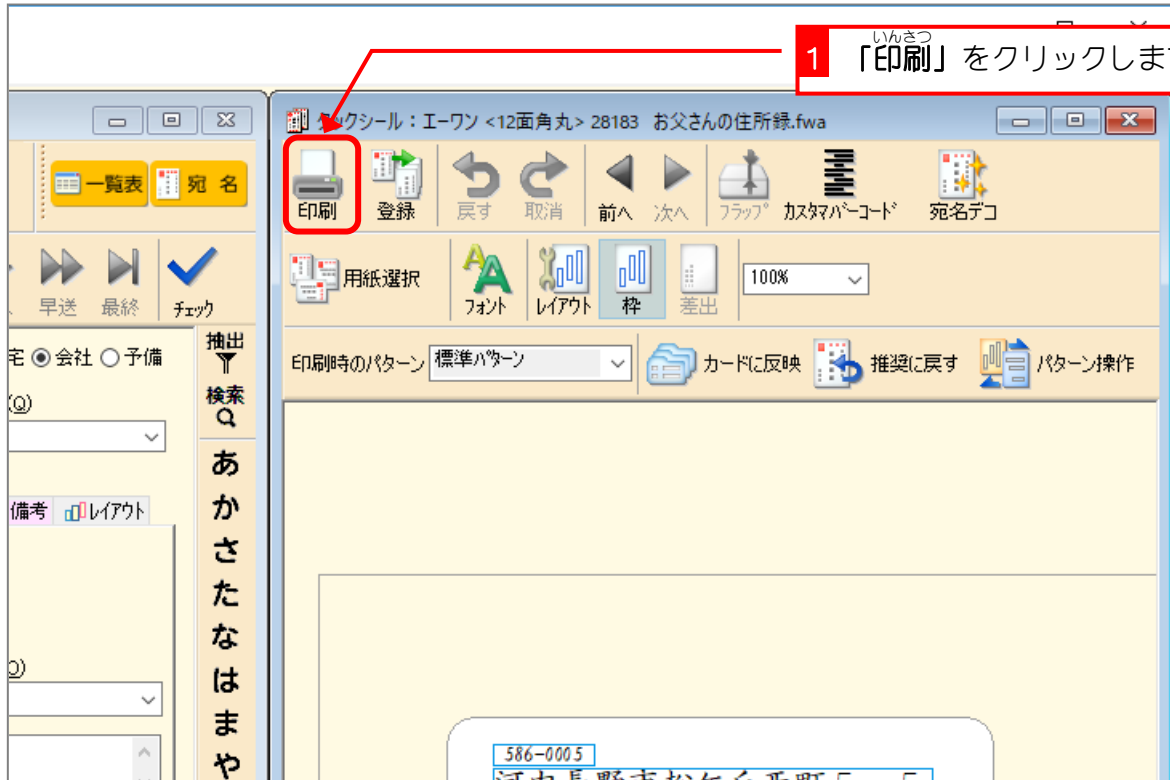 いんさつ
1 「印刷」をクリックしま
タックシール：エーワン <12面角丸> 28183 お父さんの住所録.fwa
一覧表 宛 名
印刷 登録 戻す 取消 前へ 次へ フラップ カスタマバーコード 宛名デコ
早送 最終 チェック
用紙選択 フォント レイアウト 枠 差出 100%
宅 会社 予備
抽出
印刷時のパターン 標準パターン カードに反映 推奨に戻す パターン操作
(Q)
検索
あ
備考 レイアウト
か
さ
た
な
は
ま
や
586-0005